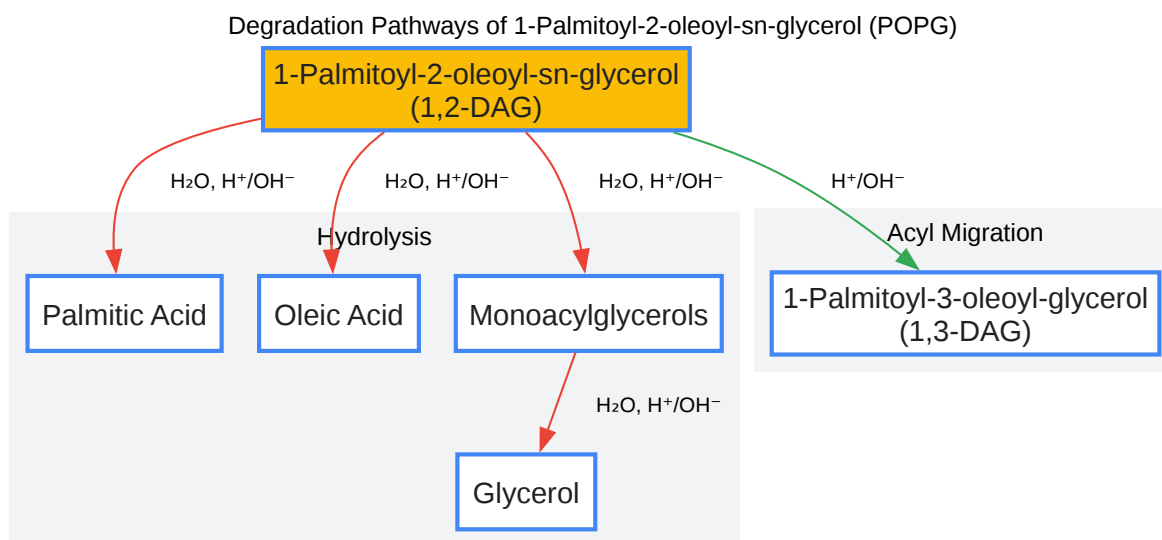 Degradation Pathways of 1-Palmitoyl-2-oleoyl-sn-glycerol (POPG)
1-Palmitoyl-2-oleoyl-sn-glycerol
(1,2-DAG)
H₂O, H⁺/OH⁻
H₂O, H⁺/OH⁻
H₂O, H⁺/OH⁻
H⁺/OH⁻
Hydrolysis
Acyl Migration
Palmitic Acid
Oleic Acid
Monoacylglycerols
1-Palmitoyl-3-oleoyl-glycerol
(1,3-DAG)
H₂O, H⁺/OH⁻
Glycerol